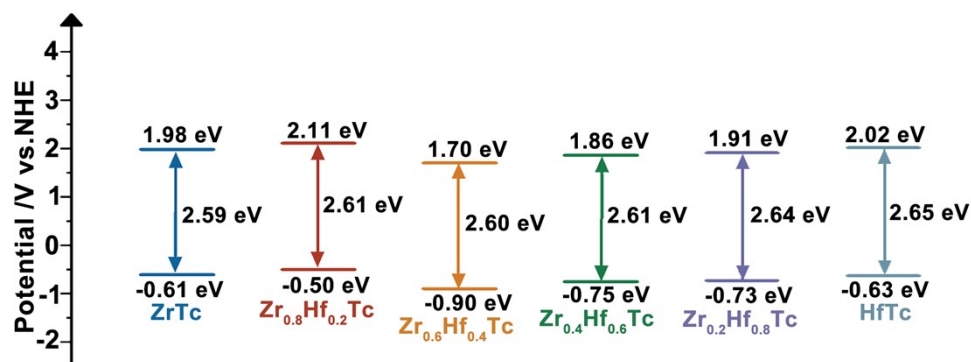 Potential /V vs.NHE
4
3
2
1
0
-1
-2
1.98 eV
2.59 eV
-0.61 eV
ZrTc
2.11 eV
2.61 eV
-0.50 eV
Zr0.8Hf0.2Tc
1.70 eV
2.60 eV
-0.90 eV
Zr0.6Hf0.4Tc
1.86 eV
2.61 eV
-0.75 eV
Zr0.4Hf0.6Tc
1.91 eV
2.64 eV
-0.73 eV
Zr0.2Hf0.8Tc
2.02 eV
2.65 eV
-0.63 eV
HfTc